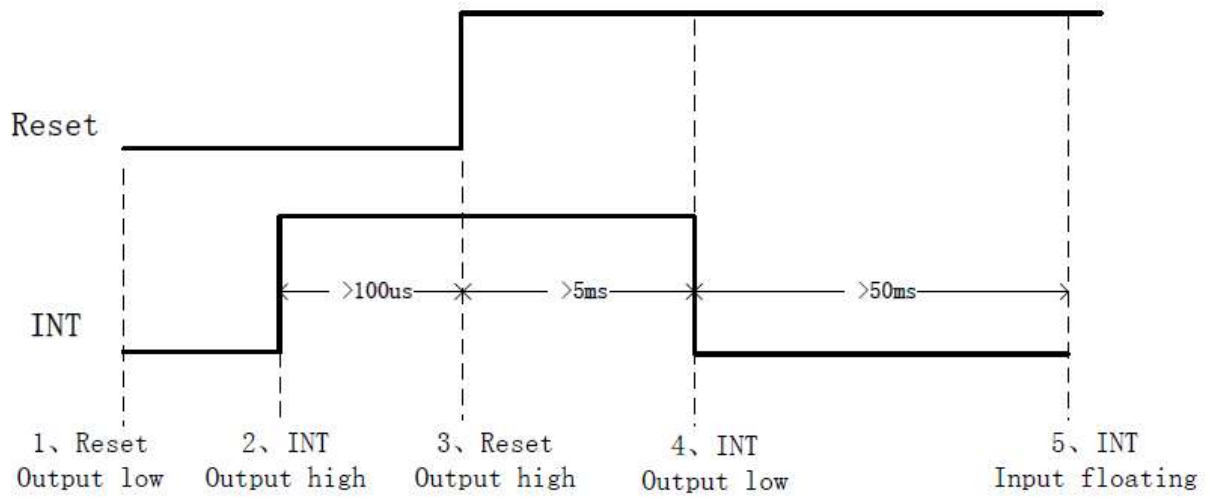 Reset
>100us
>5ms
>50ms
INT
1、Reset
Output low
2、INT
Output high
3、Reset
Output high
4、INT
Output low
5、INT
Input floating